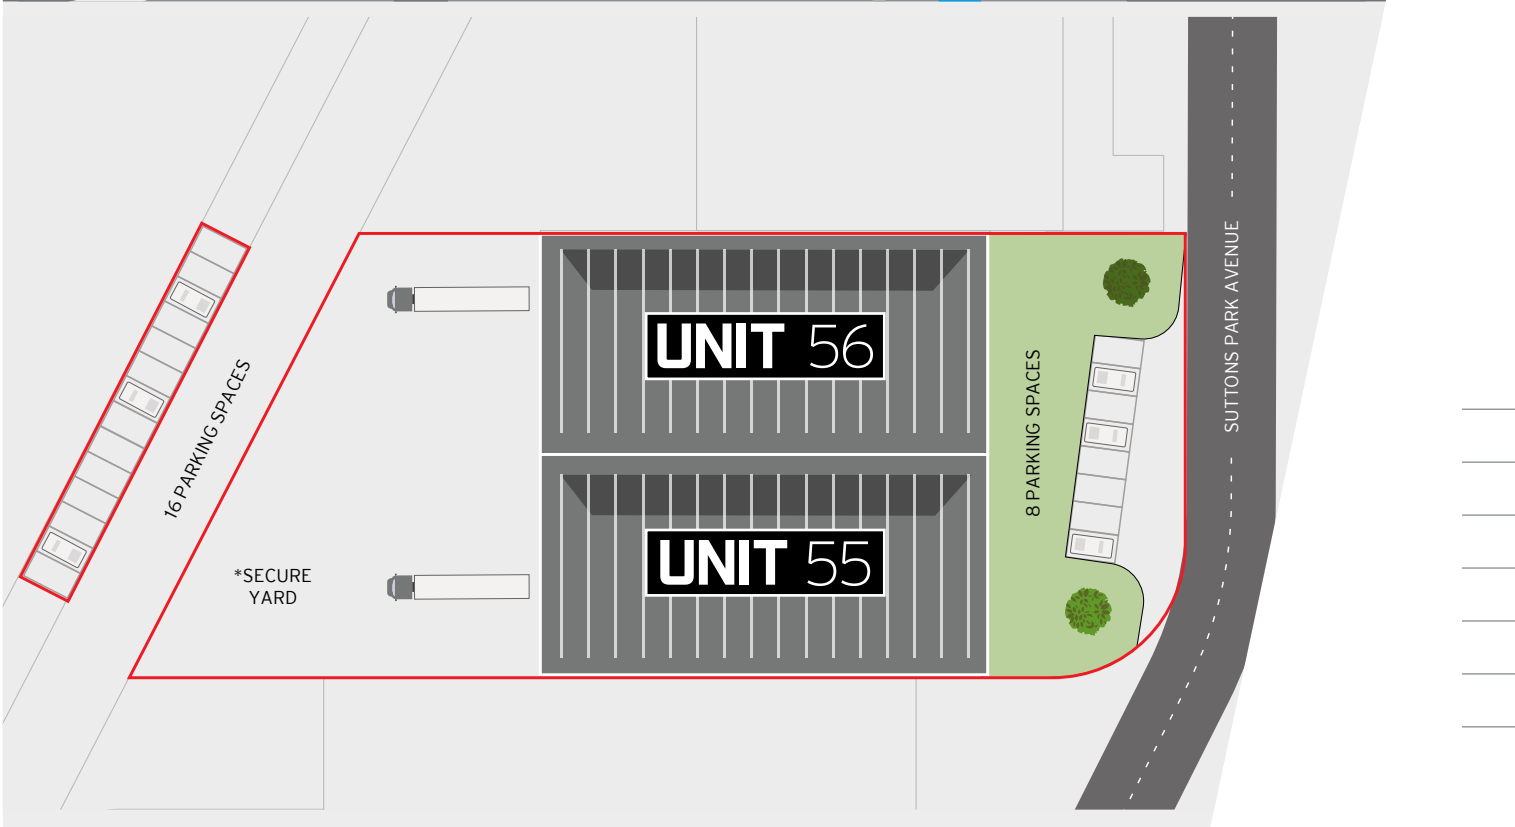 UNIT 56
SUTTONS PARK AVENUE
8 PARKING SPACES
16 PARKING SPACES
UNIT 55
*SECURE
YARD